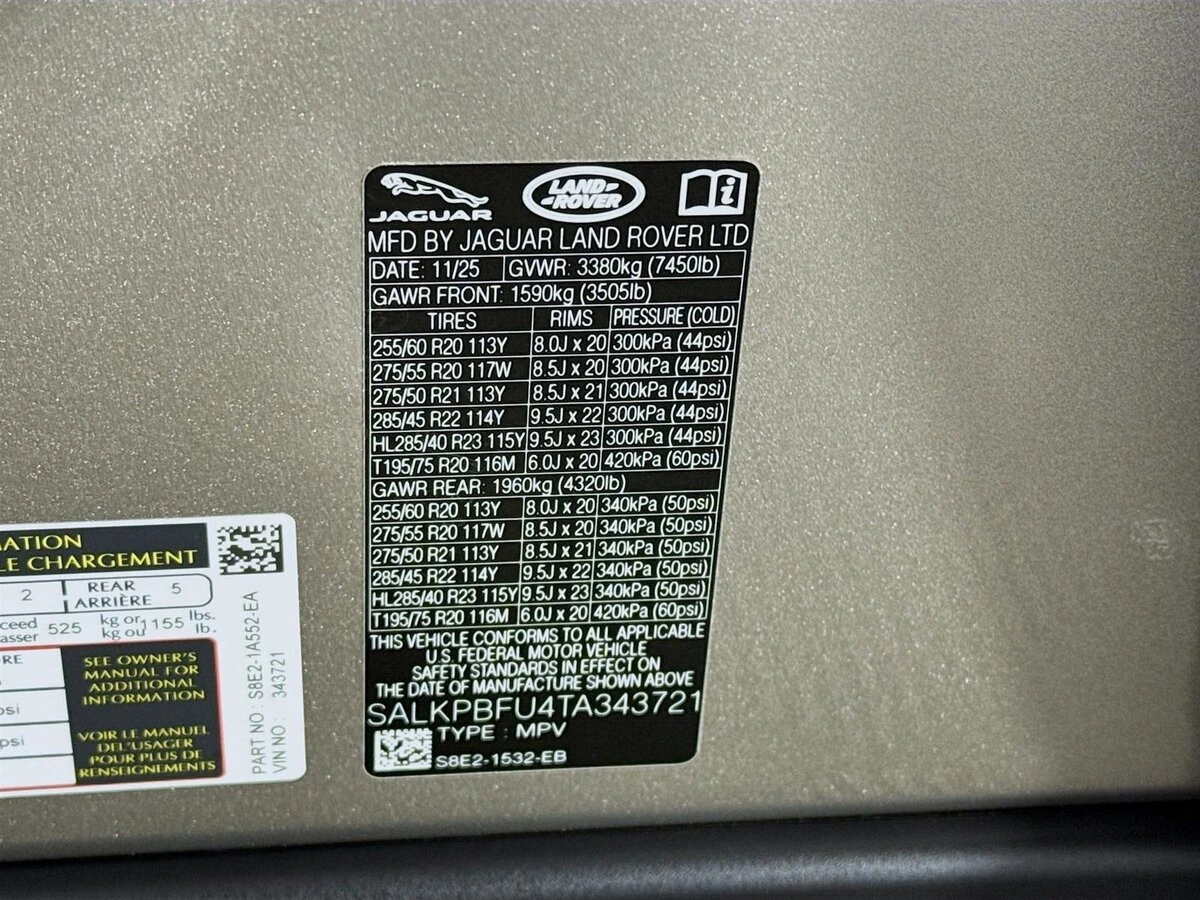 JAGUAR
LAND-
-ROVER
i
MFD BY JAGUAR LAND ROVER LTD
DATE: 11/25 GVWR: 3380kg (7450lb)
GAWR FRONT: 1590kg (3505lb)
TIRES RIMS PRESSURE (COLD)
255/60 R20 113Y 8.0J x 20 300kPa (44psi)
275/55 R20 117W 8.5J x 20 300kPa (44psi)
275/50 R21 113Y 8.5J x 21 300kPa (44psi)
285/45 R22 114Y 9.5J x 22 300kPa (44psi)
HL285/40 R23 115Y 9.5J x 23 300kPa (44psi)
T195/75 R20 116M 6.0J x 20 420kPa (60psi)
GAWR REAR: 1960kg (4320lb)
255/60 R20 113Y 8.0J x 20 340kPa (50psi)
275/55 R20 117W 8.5J x 20 340kPa (50psi)
275/50 R21 113Y 8.5J x 21 340kPa (50psi)
285/45 R22 114Y 9.5J x 22 340kPa (50psi)
HL285/40 R23 115Y 9.5J x 23 340kPa (50psi)
T195/75 R20 116M 6.0J x 20 420kPa (60psi)
THIS VEHICLE CONFORMS TO ALL APPLICABLE
U.S. FEDERAL MOTOR VEHICLE
SAFETY STANDARDS IN EFFECT ON
THE DATE OF MANUFACTURE SHOWN ABOVE
SALKPBFU4TA343721
TYPE : MPV
S8E2-1532-EB
ATION
LE CHARGEMENT
2 REAR 5
ARRIÈRE
ceed 525 kg or 1155 lbs.
asser kg ou lb.
RE
SEE OWNER'S
MANUAL FOR
ADDITIONAL
INFORMATION
psi
psi
VOIR LE MANUEL
DEL'USAGER
POUR PLUS DE
RENSEIGNEMENTS
PART NO : S8E2-1A552-EA
VIN NO : 343721